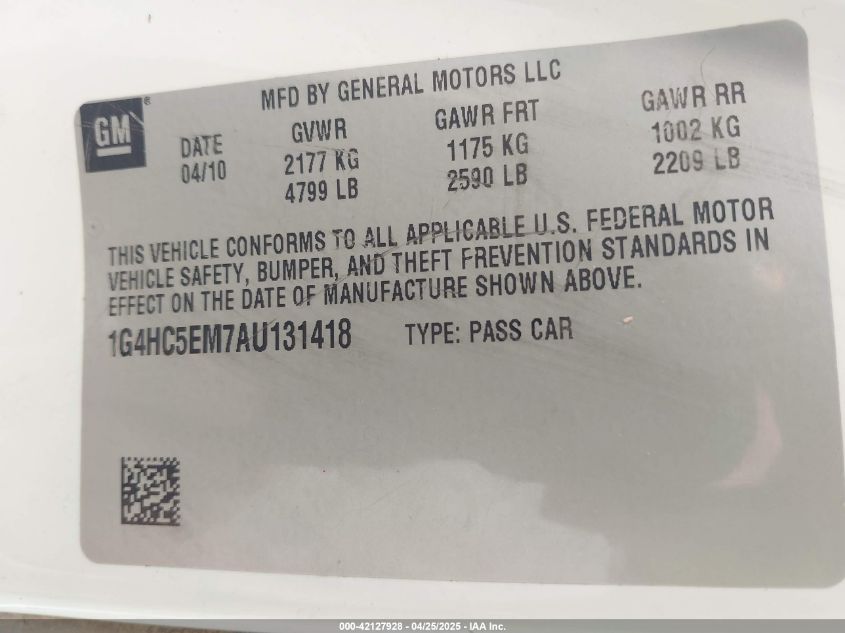 MFD BY GENERAL MOTORS LLC
GM®
DATE GVWR GAWR FRT GAWR RR
04/10 2177 KG 1175 KG 1002 KG
4799 LB 2590 LB 2209 LB
THIS VEHICLE CONFORMS TO ALL APPLICABLE U.S. FEDERAL MOTOR
VEHICLE SAFETY, BUMPER, AND THEFT PREVENTION STANDARDS IN
EFFECT ON THE DATE OF MANUFACTURE SHOWN ABOVE.
1G4HC5EM7AU131418 TYPE: PASS CAR
000-42127928 - 04/25/2025 - IAA Inc.